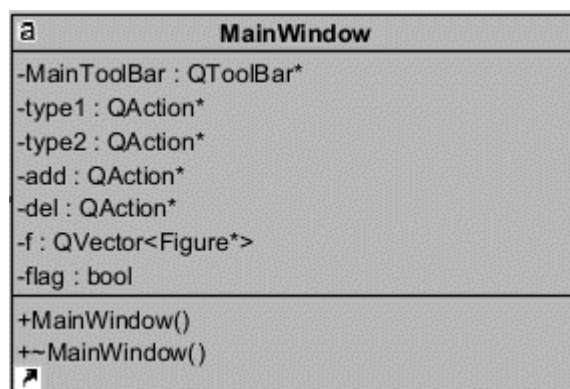 a
MainWindow
-MainToolBar : QToolBar*
-type1 : QAction*
-type2 : QAction*
-add : QAction*
-del : QAction*
-f : QVector<Figure*>
-flag : bool
+MainWindow()
+~MainWindow()